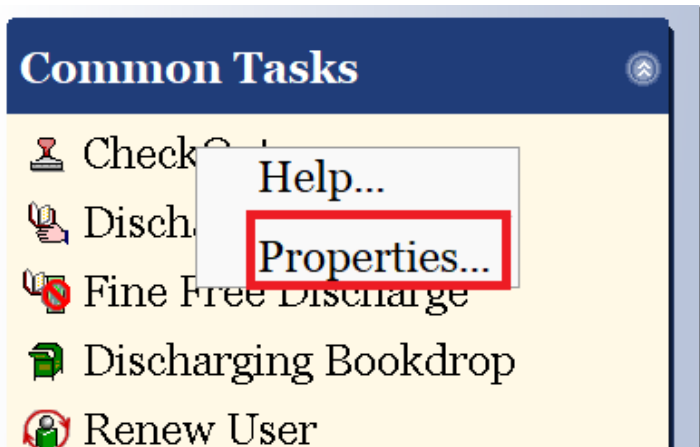 Common Tasks
Check
Help...
Disch
Properties...
Fine Free Discharge
Discharging Bookdrop
Renew User